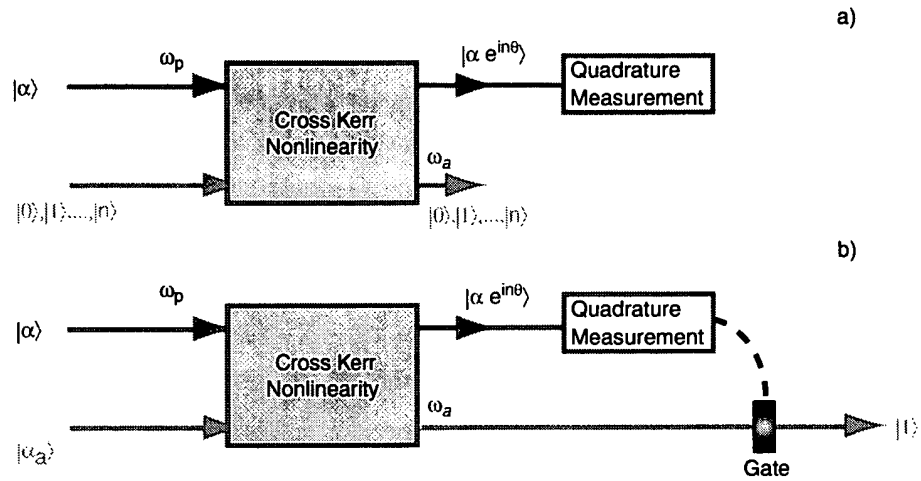 a)
ωp
|α e^inθ⟩
|α⟩
Quadrature
Measurement
Cross Kerr
Nonlinearity
ωa
|0⟩,|1⟩,...,|n⟩
|0⟩,|1⟩,...,|n⟩
b)
ωp
|α e^inθ⟩
|α⟩
Quadrature
Measurement
Cross Kerr
Nonlinearity
ωa
|αa⟩
|1⟩
Gate